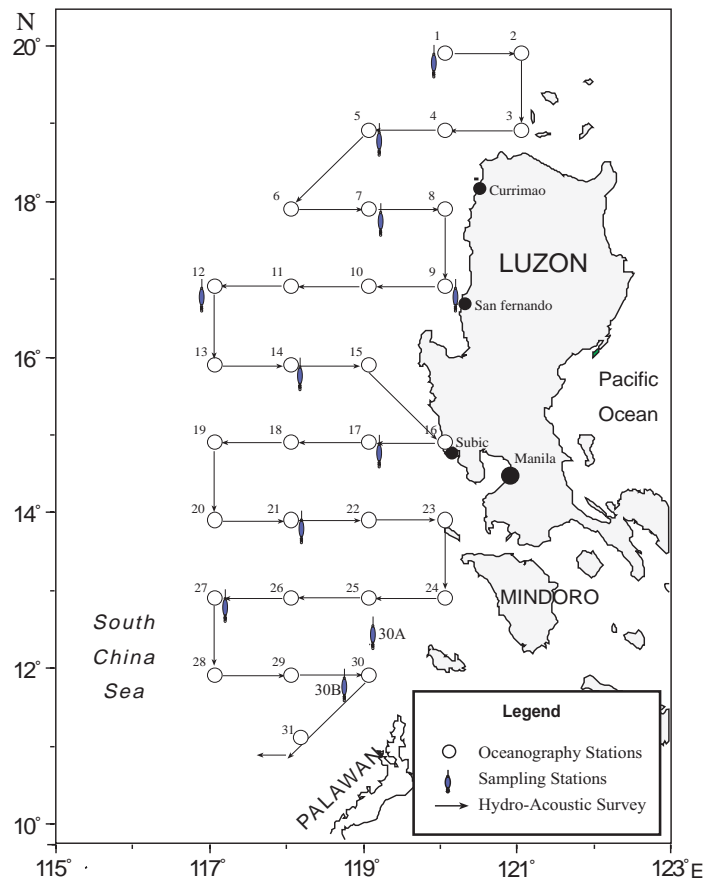 N
20°
18°
16°
14°
12°
10°
115°
117°
119°
121°
123°
E
1
2
3
4
5
6
7
8
9
10
11
12
13
14
15
16
17
18
19
20
21
22
23
24
25
26
27
28
29
30
30A
30B
31
Currimao
LUZON
San fernando
Pacific
Ocean
Subic
Manila
MINDORO
South
China
Sea
PALAWAN
Legend
Oceanography Stations
Sampling Stations
Hydro-Acoustic Survey